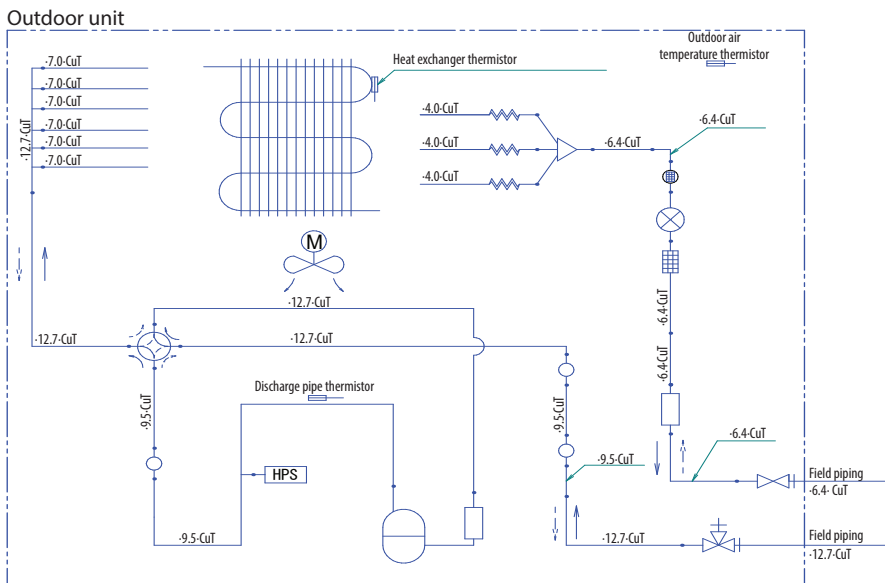 Outdoor unit
·7.0·CuT
·7.0·CuT
·7.0·CuT
·7.0·CuT
·7.0·CuT
·7.0·CuT
·12.7·CuT
Heat exchanger thermistor
Outdoor air
temperature thermistor
·4.0·CuT
·4.0·CuT
·4.0·CuT
·6.4·CuT
·6.4·CuT
M
·12.7·CuT
·12.7·CuT
·12.7·CuT
·6.4·CuT
·6.4·CuT
Discharge pipe thermistor
·9.5·CuT
·9.5·CuT
HPS
·9.5·CuT
·9.5·CuT
·6.4·CuT
Field piping
·6.4· CuT
·12.7·CuT
Field piping
·12.7·CuT